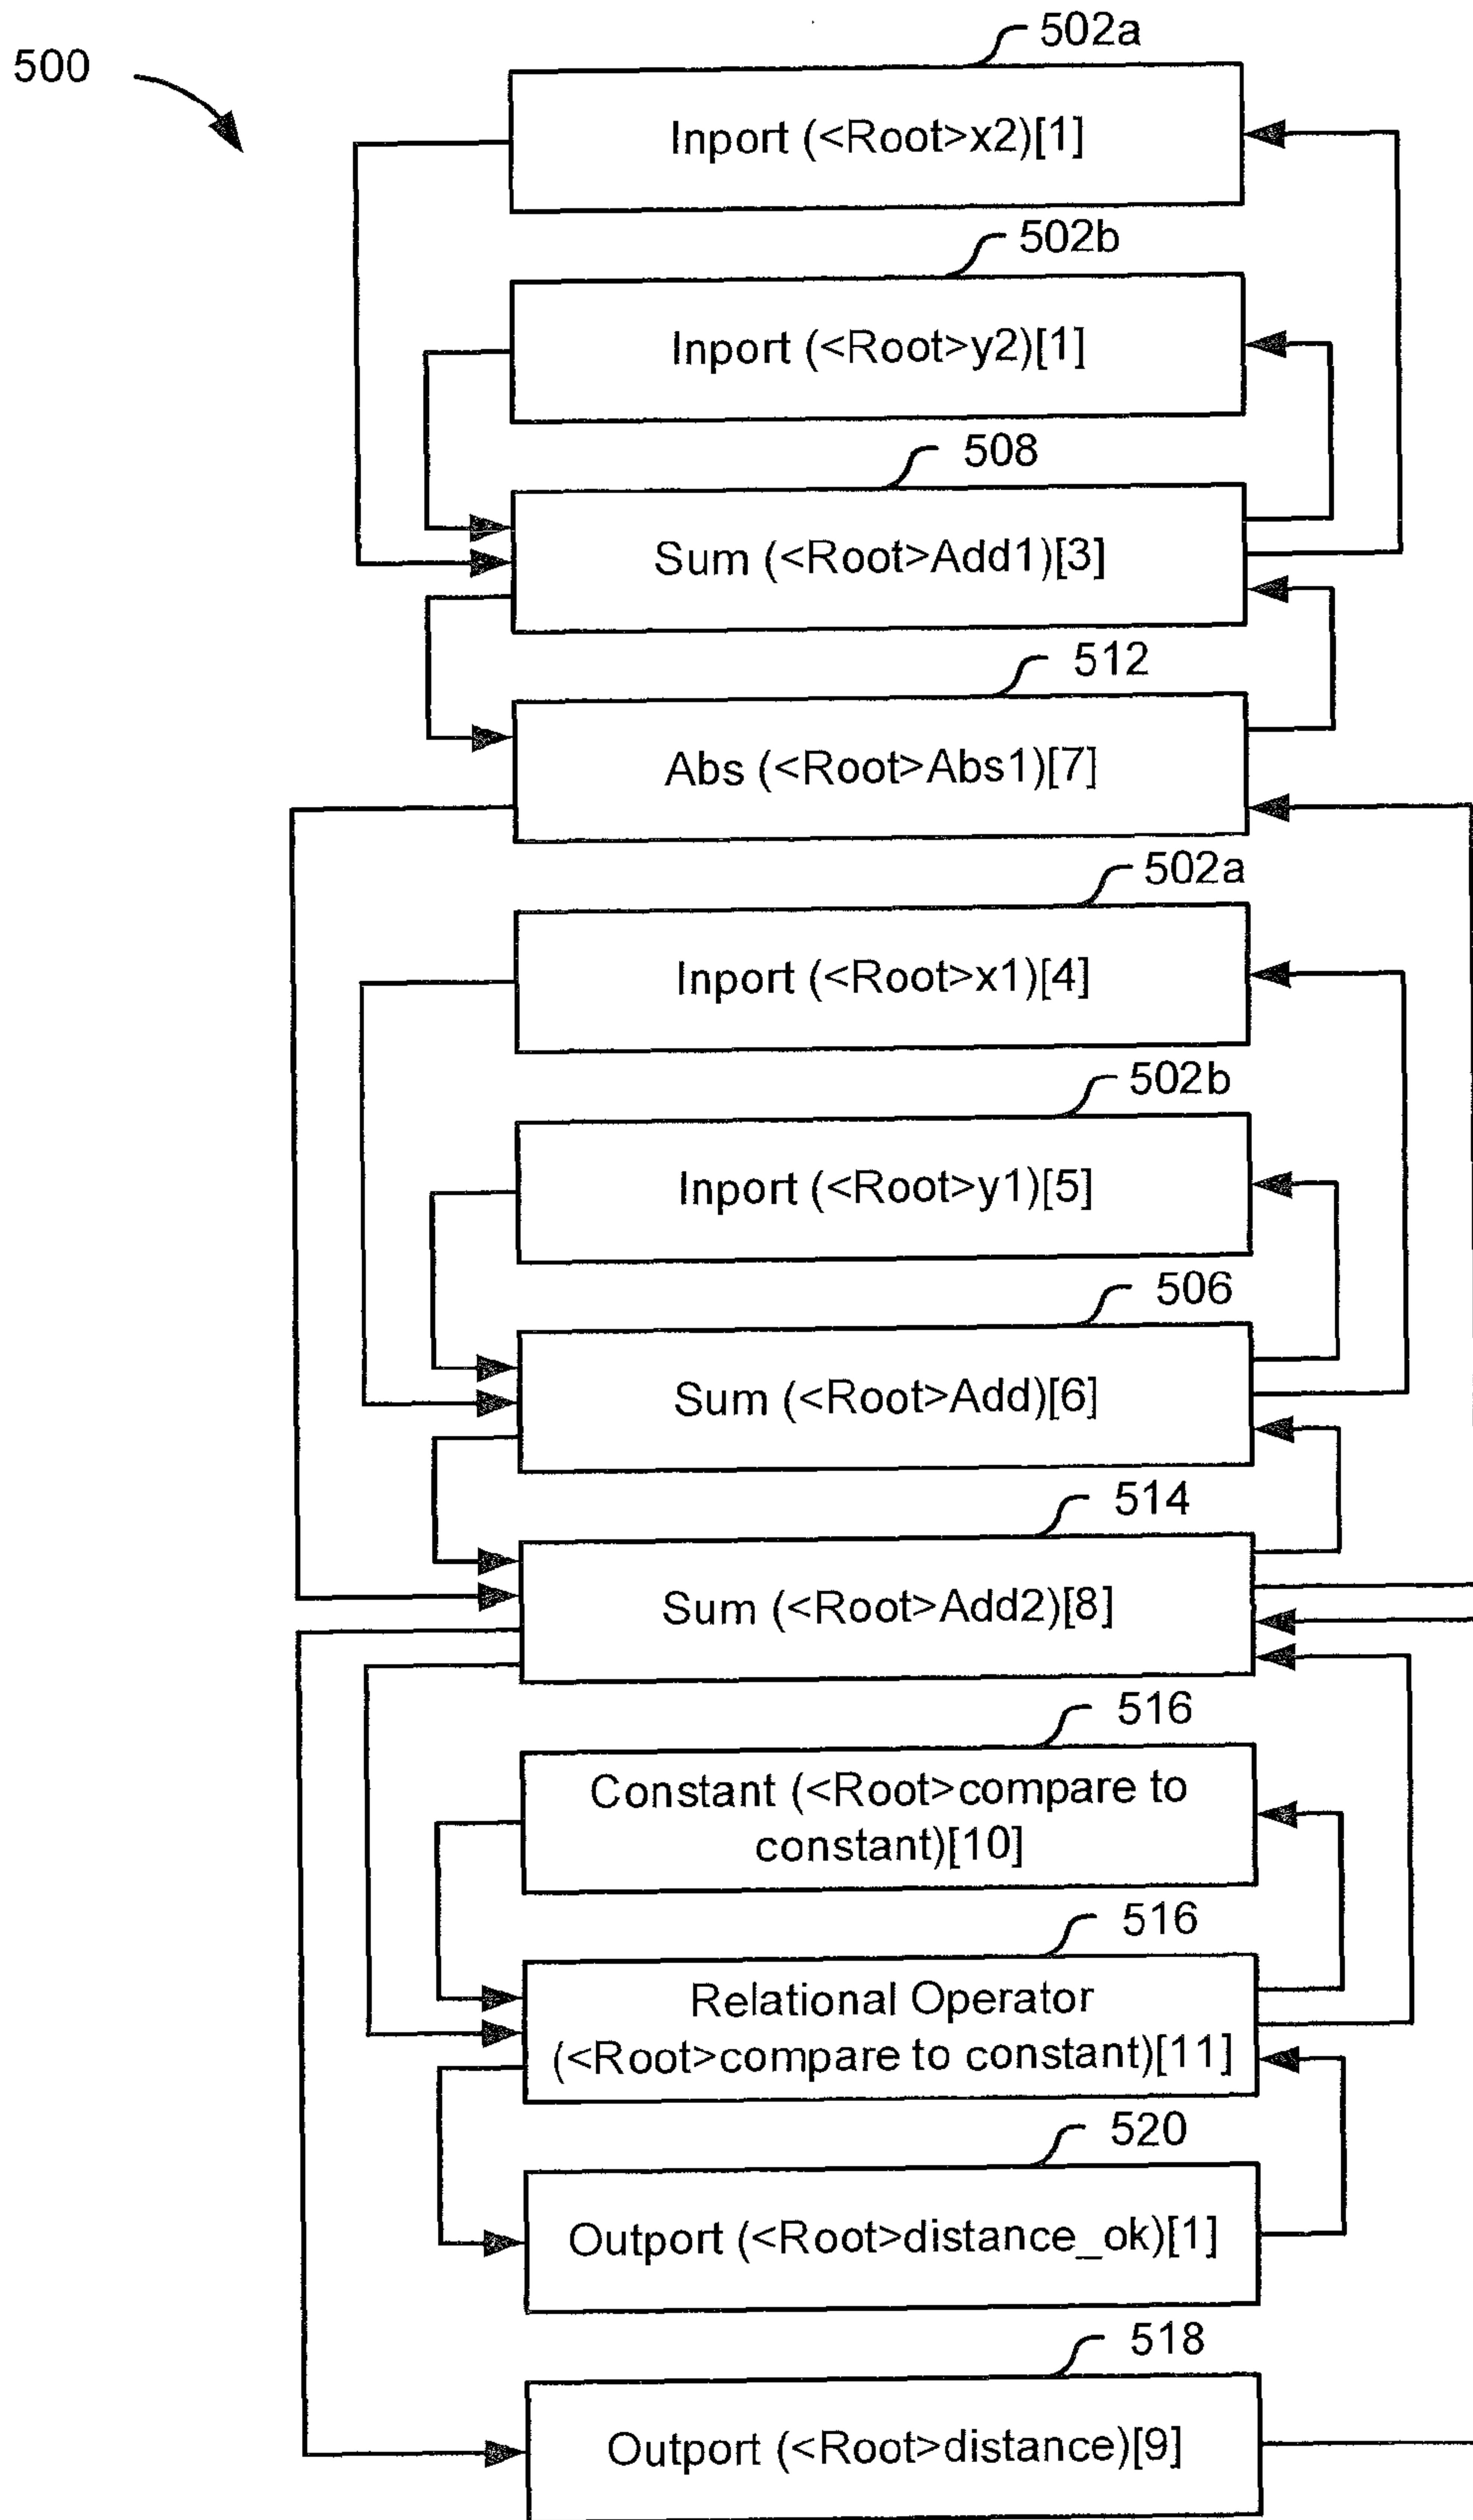 500
502a
Inport (<Root>x2)[1]
502b
Inport (<Root>y2)[1]
508
Sum (<Root>Add1)[3]
512
Abs (<Root>Abs1)[7]
502a
Inport (<Root>x1)[4]
502b
Inport (<Root>y1)[5]
506
Sum (<Root>Add)[6]
514
Sum (<Root>Add2)[8]
516
Constant (<Root>compare to
constant)[10]
516
Relational Operator
(<Root>compare to constant)[11]
520
Outport (<Root>distance_ok)[1]
518
Outport (<Root>distance)[9]